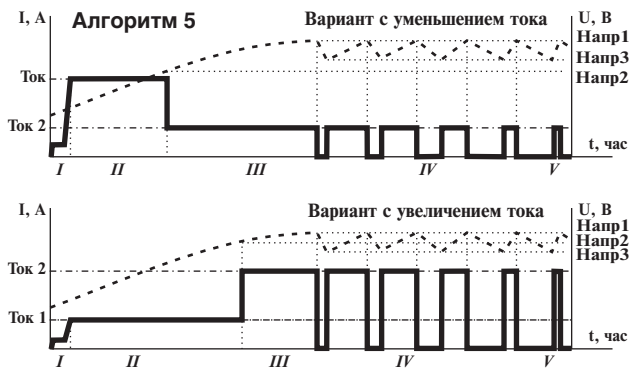 I, А
Алгоритм 5
Вариант с уменьшением тока
U, В
Напр1
Напр3
Напр2
Ток
Ток 2
t, час
I II III IV V
I, А
Вариант с увеличением тока
U, В
Напр1
Напр2
Напр3
Ток 2
Ток 1
t, час
I II III IV V